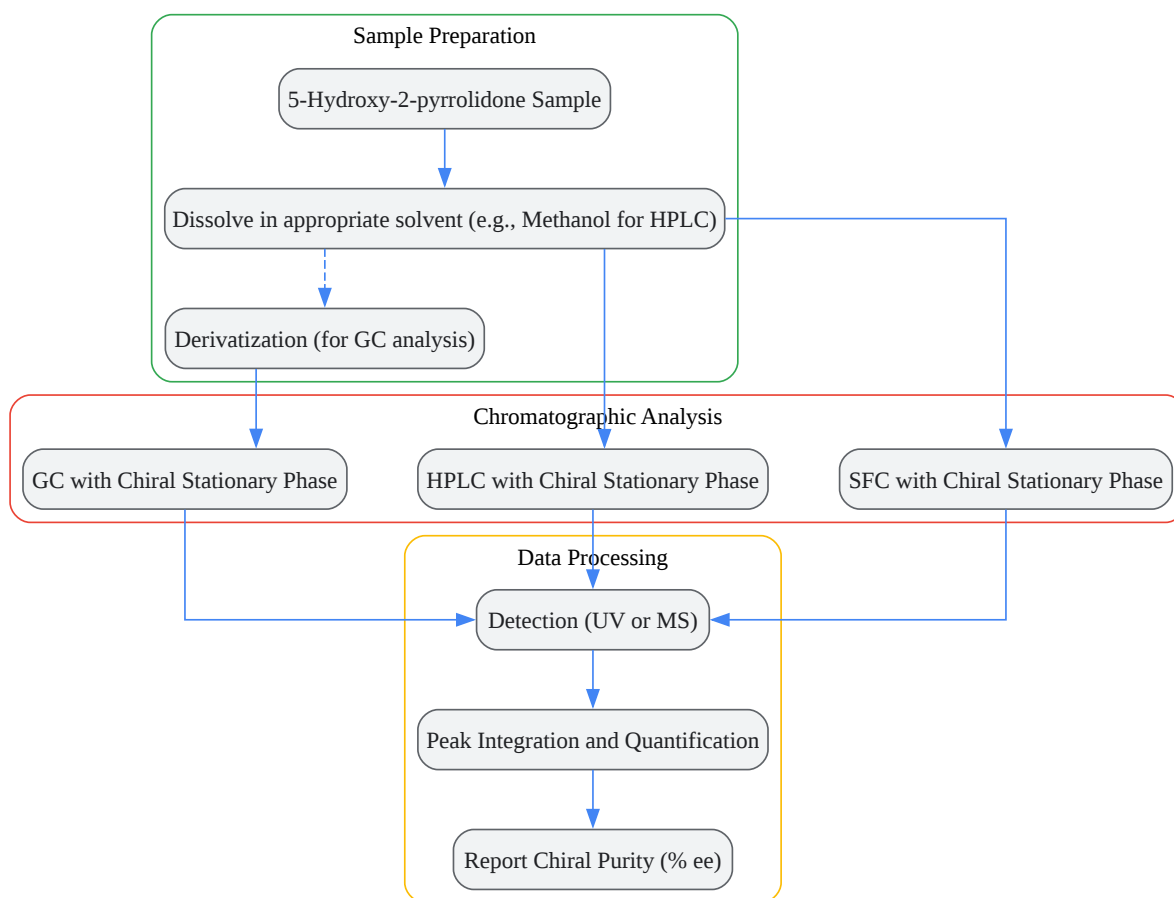 Sample Preparation
5-Hydroxy-2-pyrrolidone Sample
Dissolve in appropriate solvent (e.g., Methanol for HPLC)
Derivatization (for GC analysis)
Chromatographic Analysis
GC with Chiral Stationary Phase
HPLC with Chiral Stationary Phase
SFC with Chiral Stationary Phase
Data Processing
Detection (UV or MS)
Peak Integration and Quantification
Report Chiral Purity (% ee)